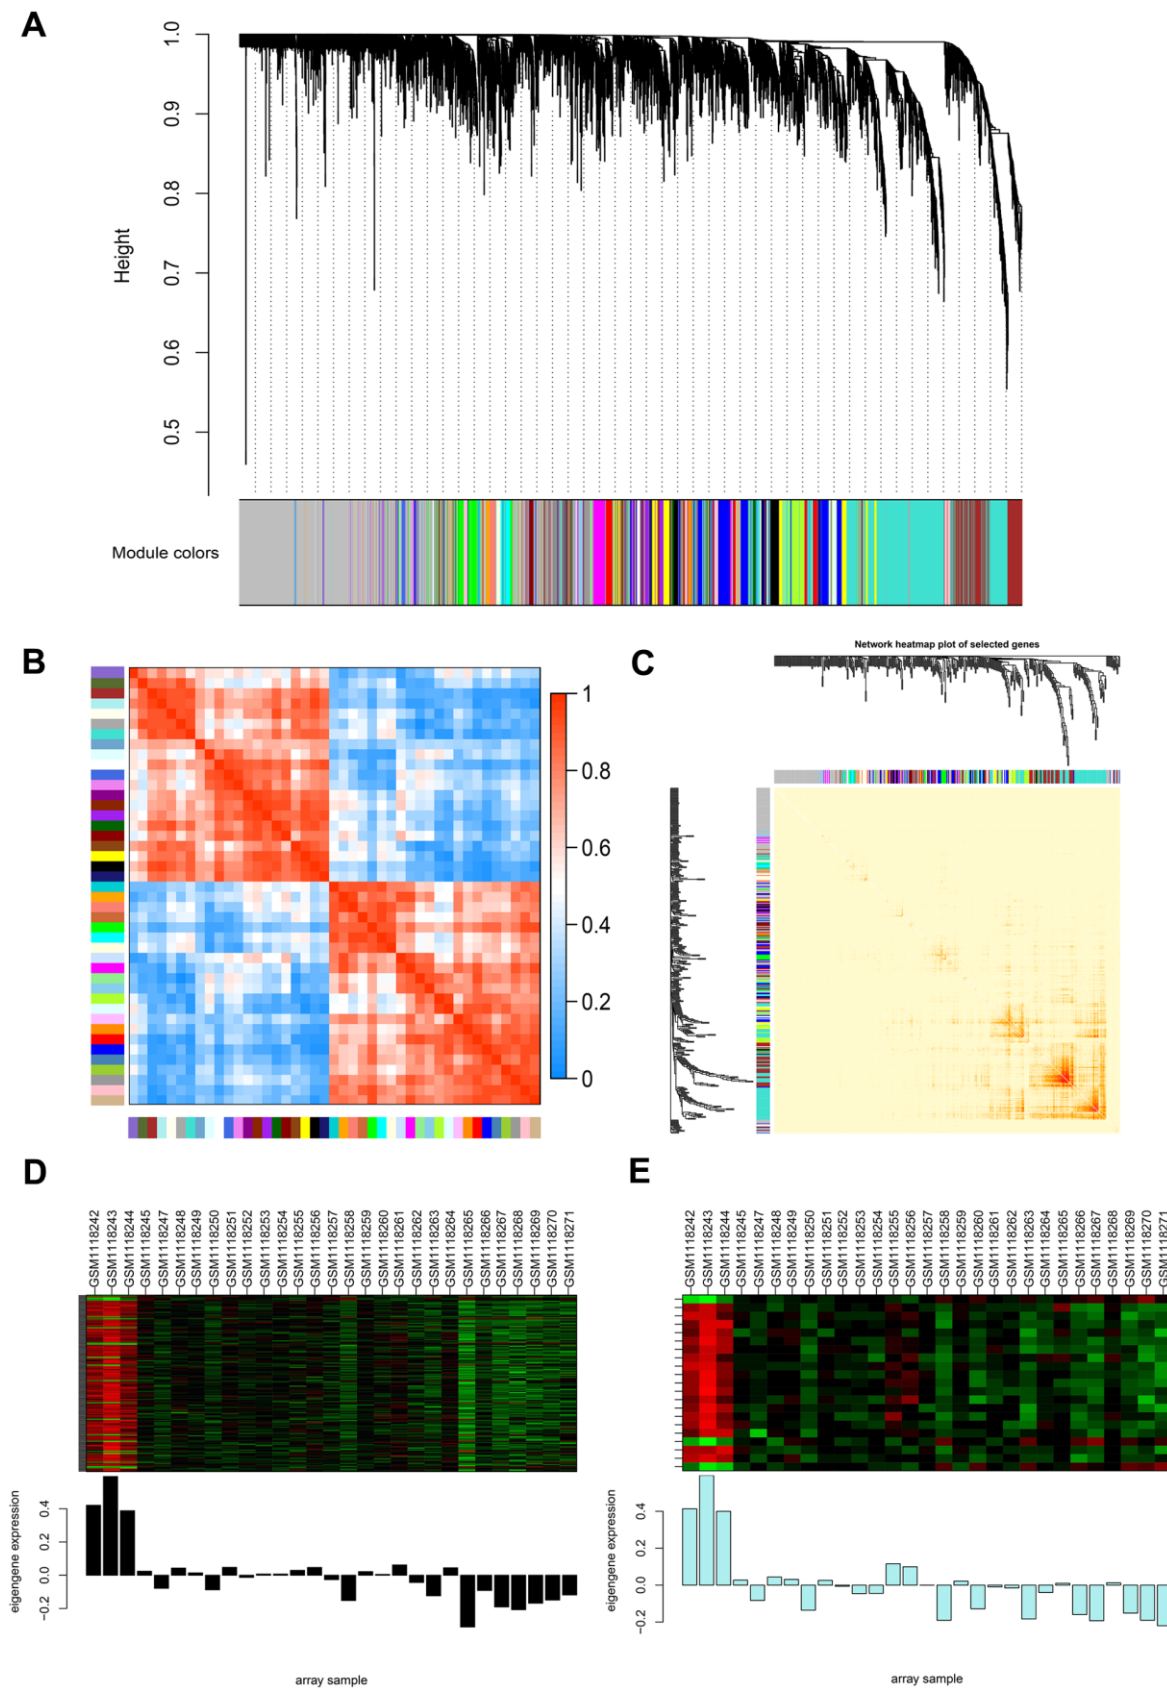 A
Height
1.0
0.9
0.8
0.7
0.6
0.5
Module colors
B
1
0.8
0.6
0.4
0.2
0
C
Network heatmap plot of selected genes
D
GSM1118242
GSM1118243
GSM1118244
GSM1118245
GSM1118247
GSM1118248
GSM1118249
GSM1118250
GSM1118251
GSM1118252
GSM1118253
GSM1118254
GSM1118255
GSM1118256
GSM1118257
GSM1118258
GSM1118259
GSM1118260
GSM1118261
GSM1118262
GSM1118263
GSM1118264
GSM1118265
GSM1118266
GSM1118267
GSM1118268
GSM1118269
GSM1118270
GSM1118271
eigengene expression
0.4
0.2
0.0
−0.2
array sample
E
GSM1118242
GSM1118243
GSM1118244
GSM1118245
GSM1118247
GSM1118248
GSM1118249
GSM1118250
GSM1118251
GSM1118252
GSM1118253
GSM1118254
GSM1118255
GSM1118256
GSM1118257
GSM1118258
GSM1118259
GSM1118260
GSM1118261
GSM1118262
GSM1118263
GSM1118264
GSM1118265
GSM1118266
GSM1118267
GSM1118268
GSM1118269
GSM1118270
GSM1118271
eigengene expression
0.4
0.2
0.0
−0.2
array sample